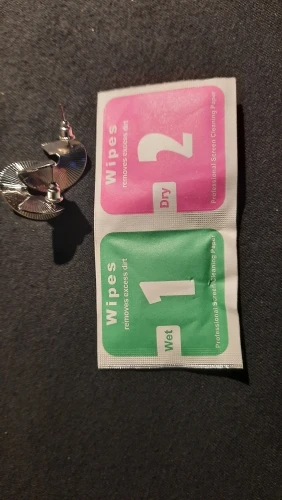 Wipes
removes excess dirt
2
Dry
Professional Screen Cleaning Paper
Wipes
removes excess dirt
1
Wet
Professional Screen Cleaning Paper